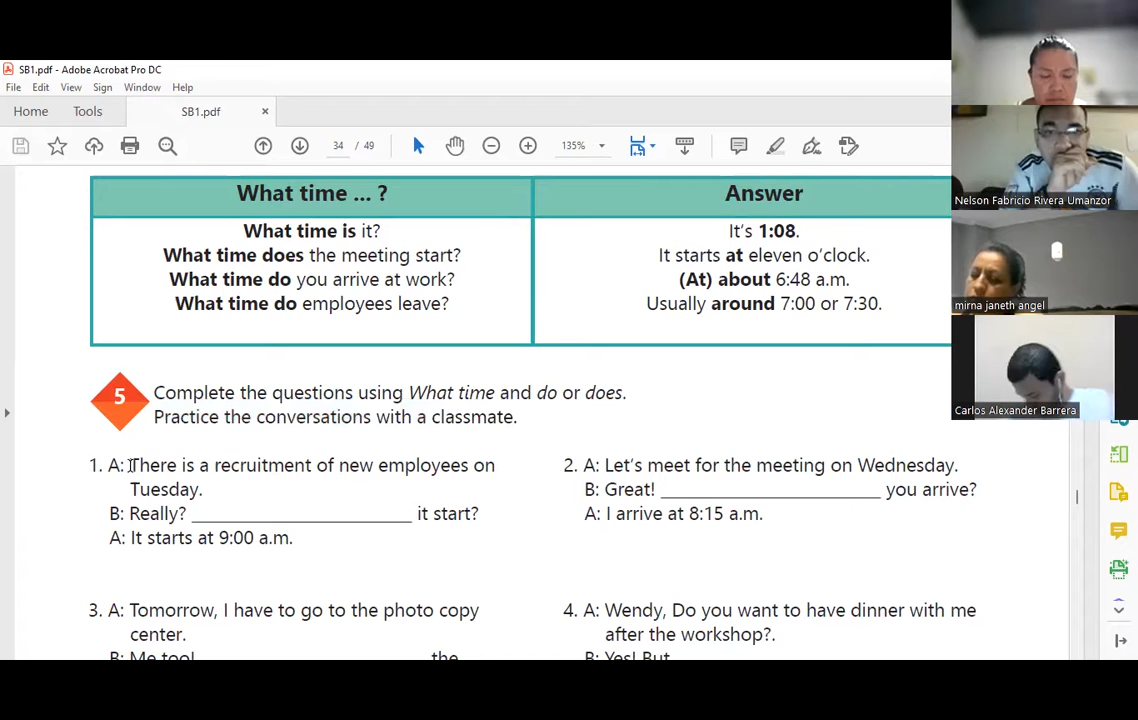 SB1.pdf - Adobe Acrobat Pro DC
File Edit View Sign Window Help
Home Tools SB1.pdf ×
34 / 49 135%
What time ... ? Answer
What time is it? It's 1:08.
What time does the meeting start? It starts at eleven o'clock.
What time do you arrive at work? (At) about 6:48 a.m.
What time do employees leave? Usually around 7:00 or 7:30.
5 Complete the questions using What time and do or does.
Practice the conversations with a classmate.
1. A: There is a recruitment of new employees on
Tuesday.
B: Really? ______________________ it start?
A: It starts at 9:00 a.m.
2. A: Let's meet for the meeting on Wednesday.
B: Great! ______________________ you arrive?
A: I arrive at 8:15 a.m.
3. A: Tomorrow, I have to go to the photo copy
center.
B: Me too! ______________________ the
4. A: Wendy, Do you want to have dinner with me
after the workshop?.
B: Yes! But
Nelson Fabricio Rivera Umanzor
mirna janeth angel
Carlos Alexander Barrera